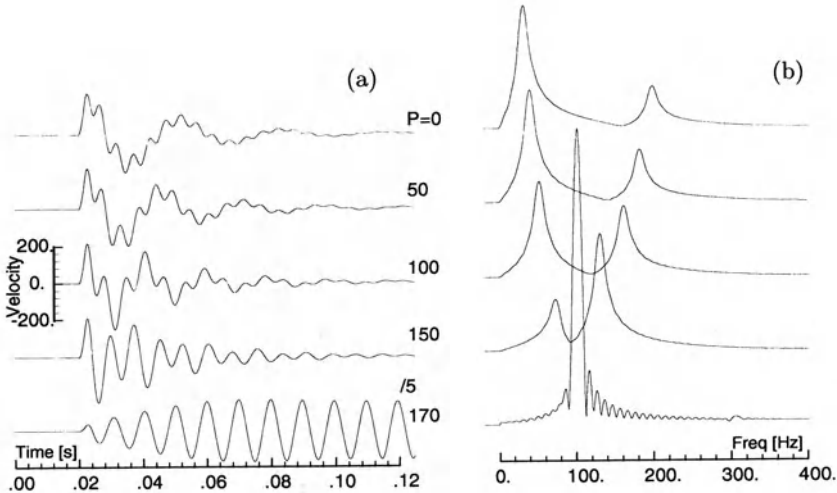 (a)
(b)
P=0
50
200.
0.
-200.
Velocity
100
150
/5
170
Time [s]
Freq [Hz]
.00 .02 .04 .06 .08 .10 .12
0. 100. 200. 300. 400.